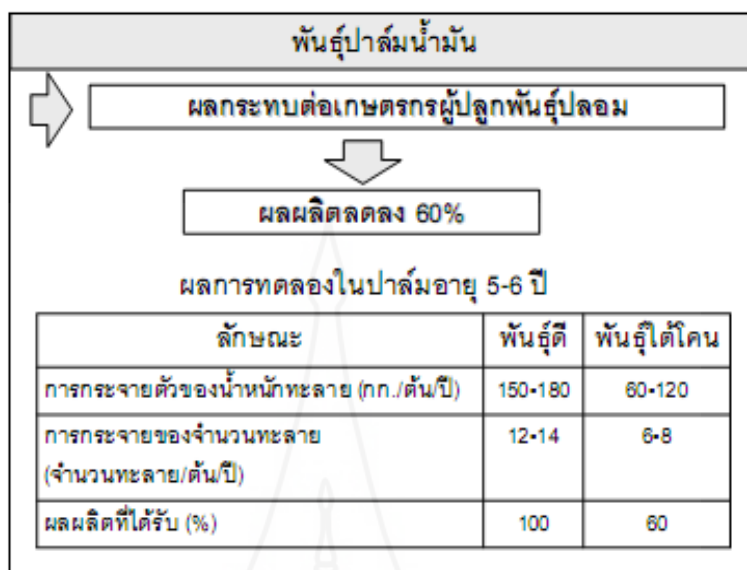 พันธุ์ปาล์มน้ำมัน
ผลกระทบต่อเกษตรกรผู้ปลูกพันธุ์ปลอม
ผลผลิตลดลง 60%
ผลการทดลองในปาล์มอายุ 5-6 ปี
ลักษณะ พันธุ์ดี พันธุ์ใต้โคน
การกระจายตัวของน้ำหนักทะลาย (กก./ต้น/ปี) 150-180 60-120
การกระจายของจำนวนทะลาย 12-14 6-8
(จำนวนทะลาย/ต้น/ปี)
ผลผลิตที่ได้รับ (%) 100 60